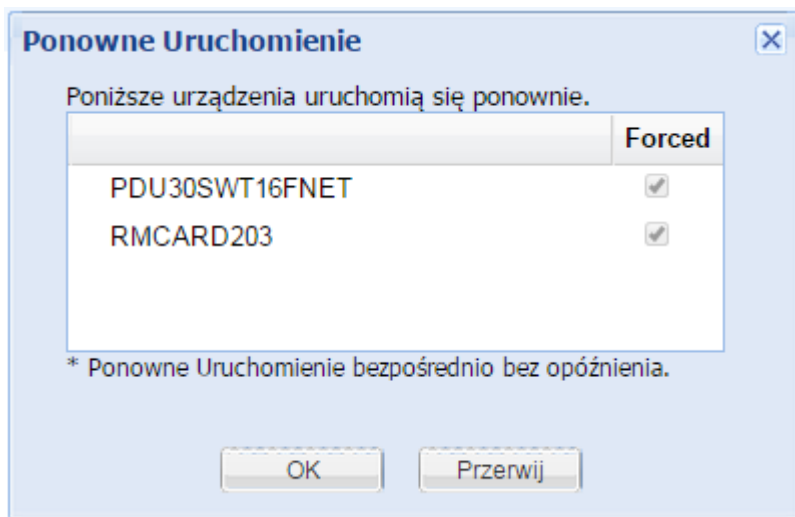 Ponowne Uruchomienie
Poniższe urządzenia uruchomią się ponownie.
Forced
PDU30SWT16FNET
RMCARD203
* Ponowne Uruchomienie bezpośrednio bez opóźnienia.
OK Przerwij